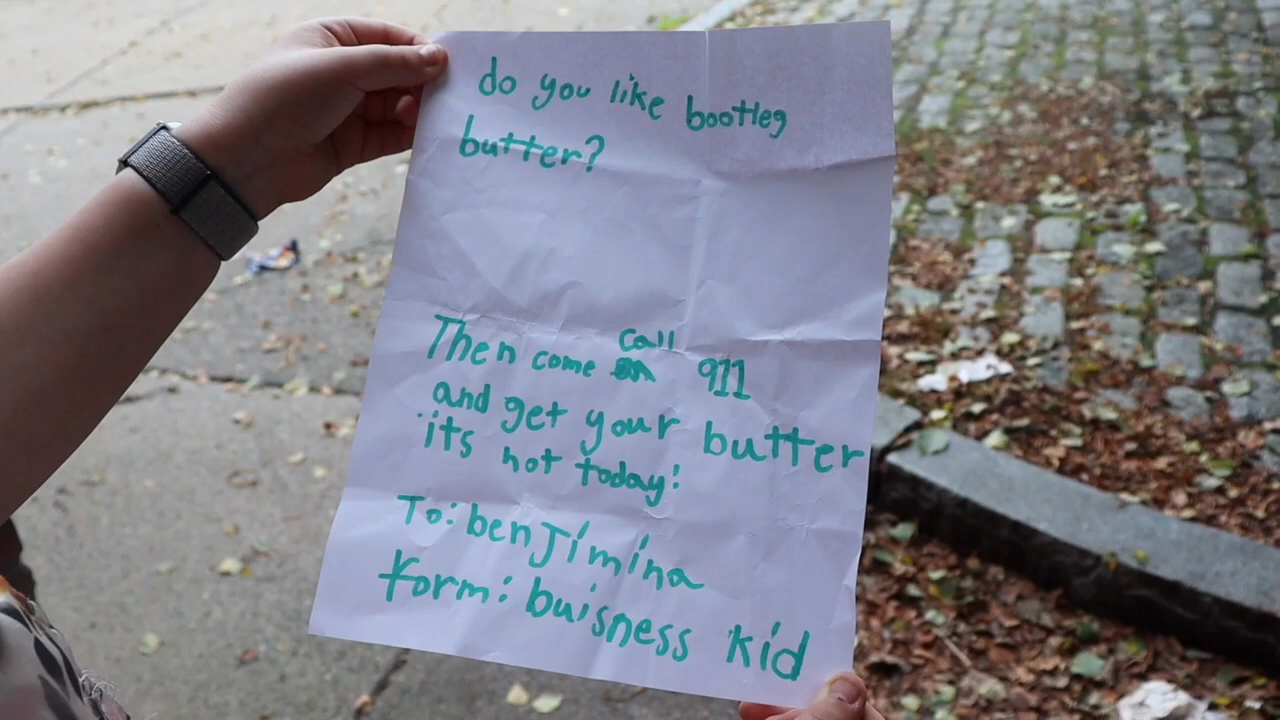 do you like bootleg
butter?
Then come call 911
and get your butter
its hot today!
To: benjimina
form: buisness kid